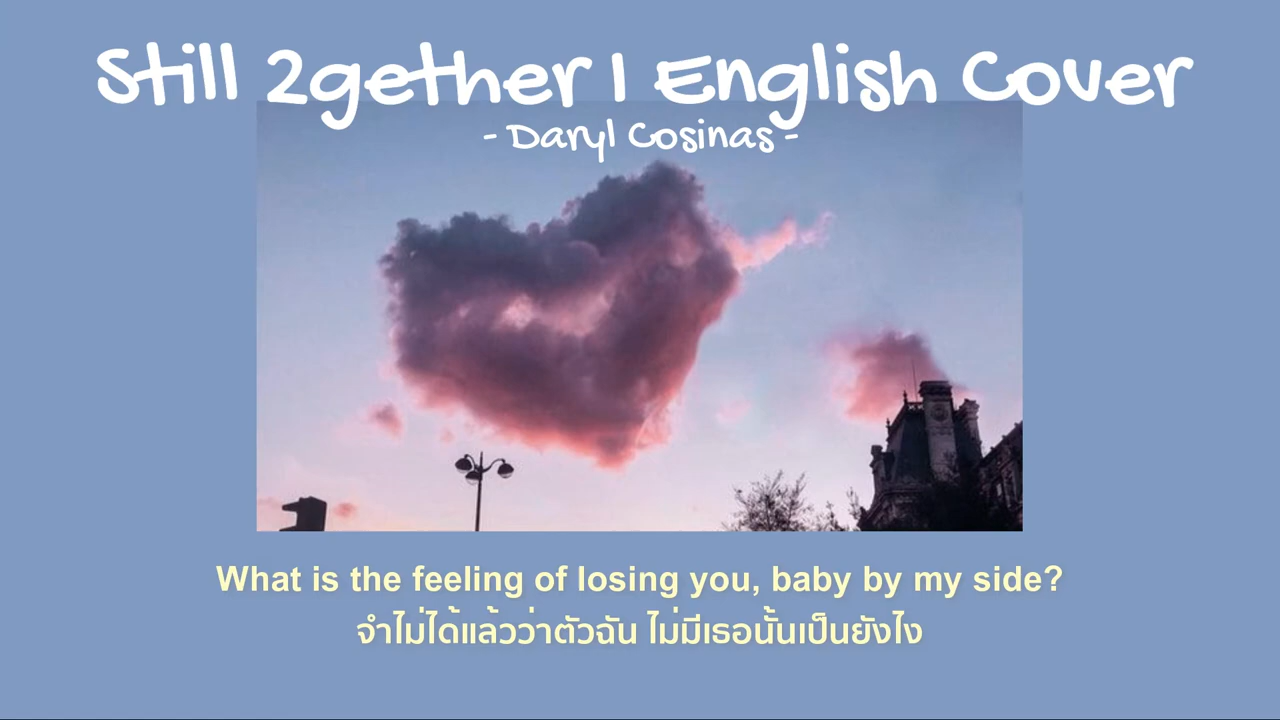 Still 2gether | English Cover
- Daryl Cosinas -
What is the feeling of losing you, baby by my side?
จำไม่ได้แล้วว่าตัวฉัน ไม่มีเธอนั้นเป็นยังไง